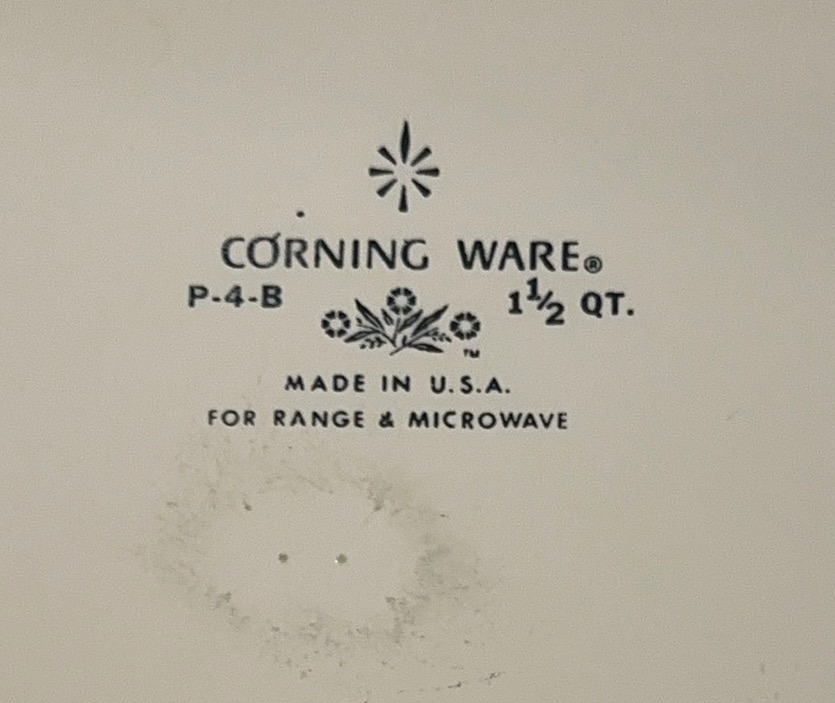 CORNING WARE®
P-4-B 1½ QT.
™
MADE IN U.S.A.
FOR RANGE & MICROWAVE